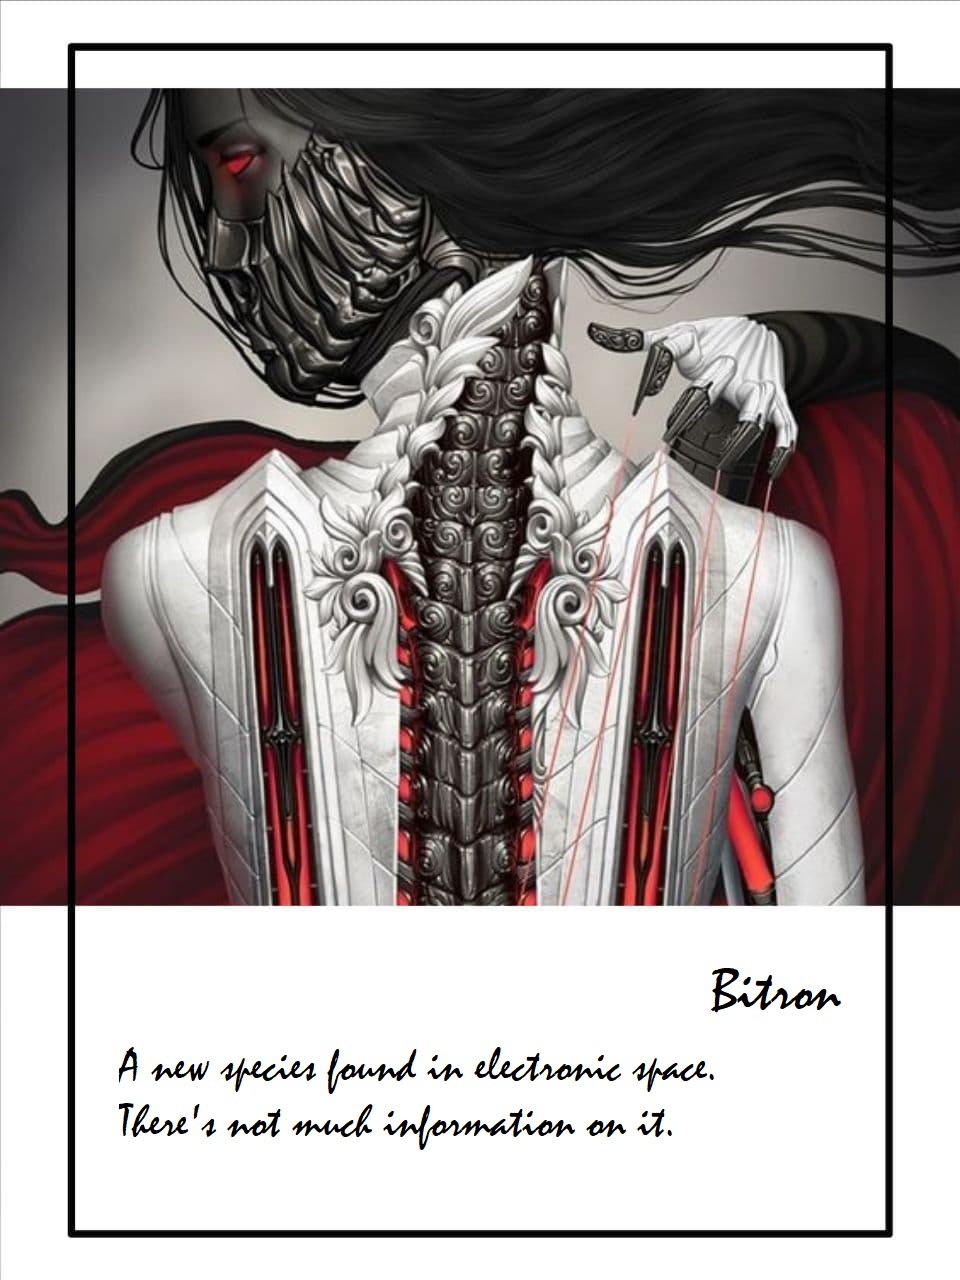 Bitron
A new species found in electronic space.
There's not much information on it.